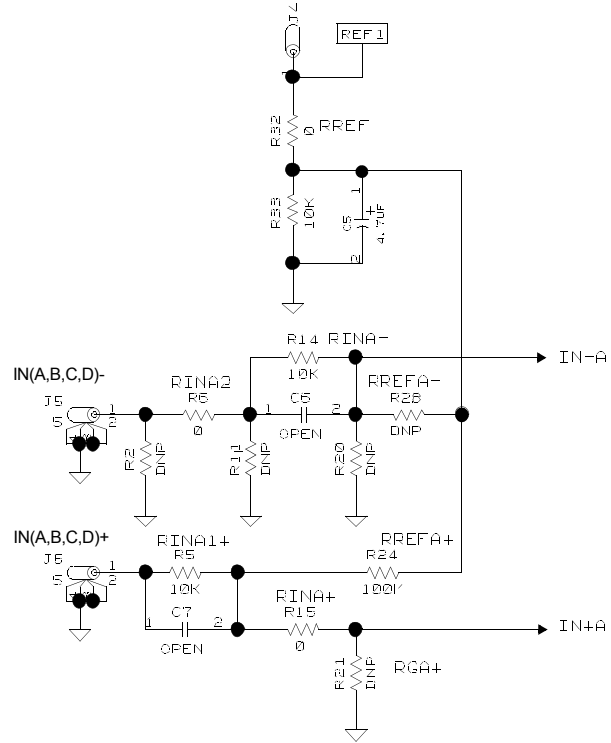 J4
REF1
R32
0
RREF
R33
10K
1
C5
+
4.7UF
2
R14
RINA-
10K
IN-A
IN(A,B,C,D)-
J5
1
5
2
RINA2
R6
0
1
C6
2
OPEN
RREFA-
R28
DNP
R2
DNP
R11
DNP
R20
DNP
IN(A,B,C,D)+
J6
1
5
2
RINA1+
R5
10K
RREFA+
R24
100K
1
C7
2
OPEN
RINA+
R15
0
IN+A
R21
DNP
RGA+